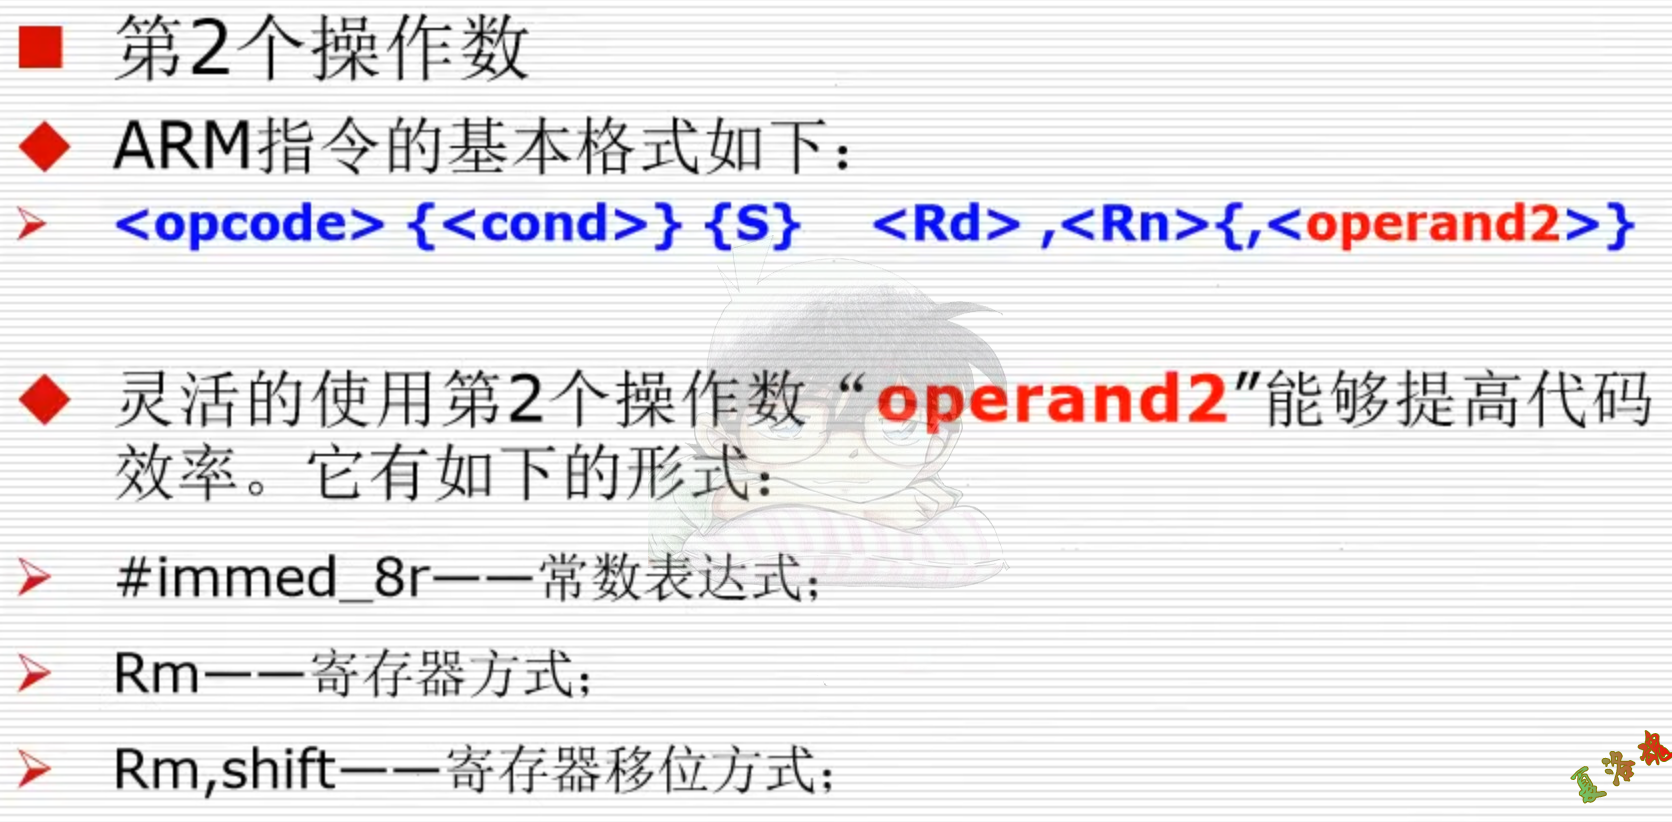 第2个操作数
ARM指令的基本格式如下：
<opcode> {<cond>} {S} <Rd> ,<Rn>{,<operand2>}
灵活的使用第2个操作数“operand2”能够提高代码
效率。它有如下的形式：
#immed_8r——常数表达式；
Rm——寄存器方式；
Rm,shift——寄存器移位方式；